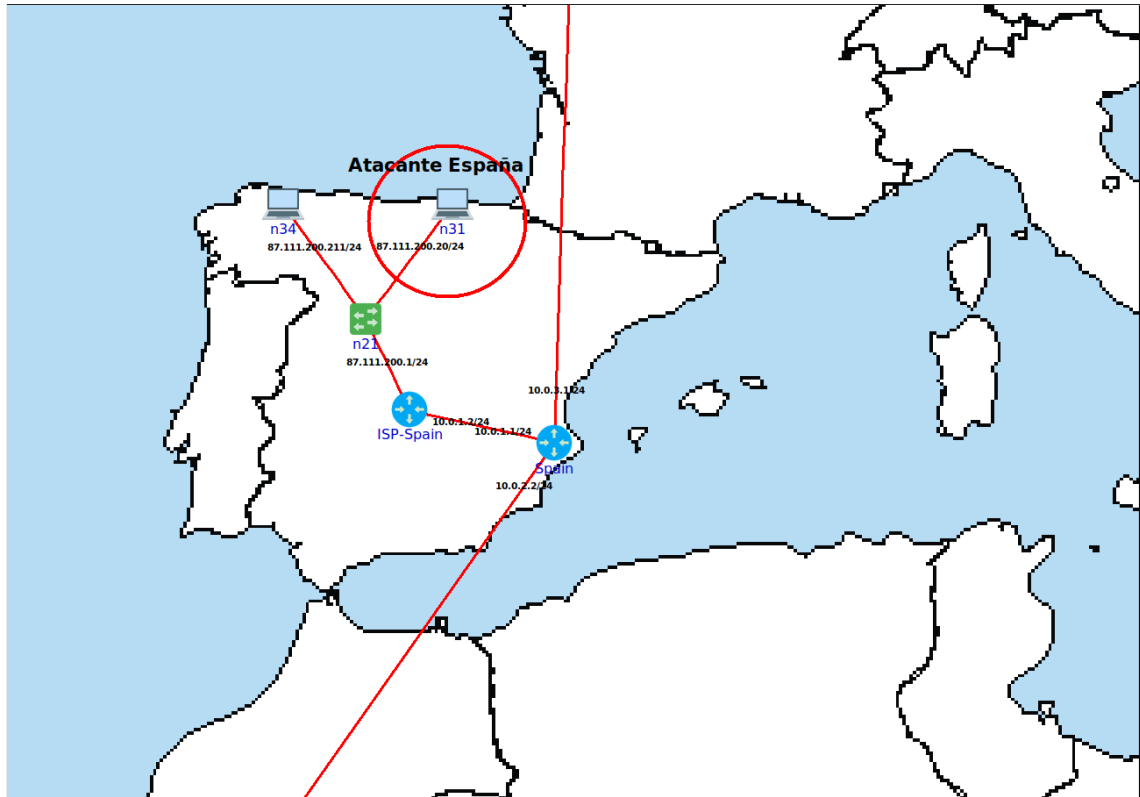 Atacante España
n34
n31
87.111.200.211/24
87.111.200.20/24
n21
87.111.200.1/24
10.0.3.1/24
10.0.1.2/24
10.0.1.1/24
ISP-Spain
Spain
10.0.2.2/24